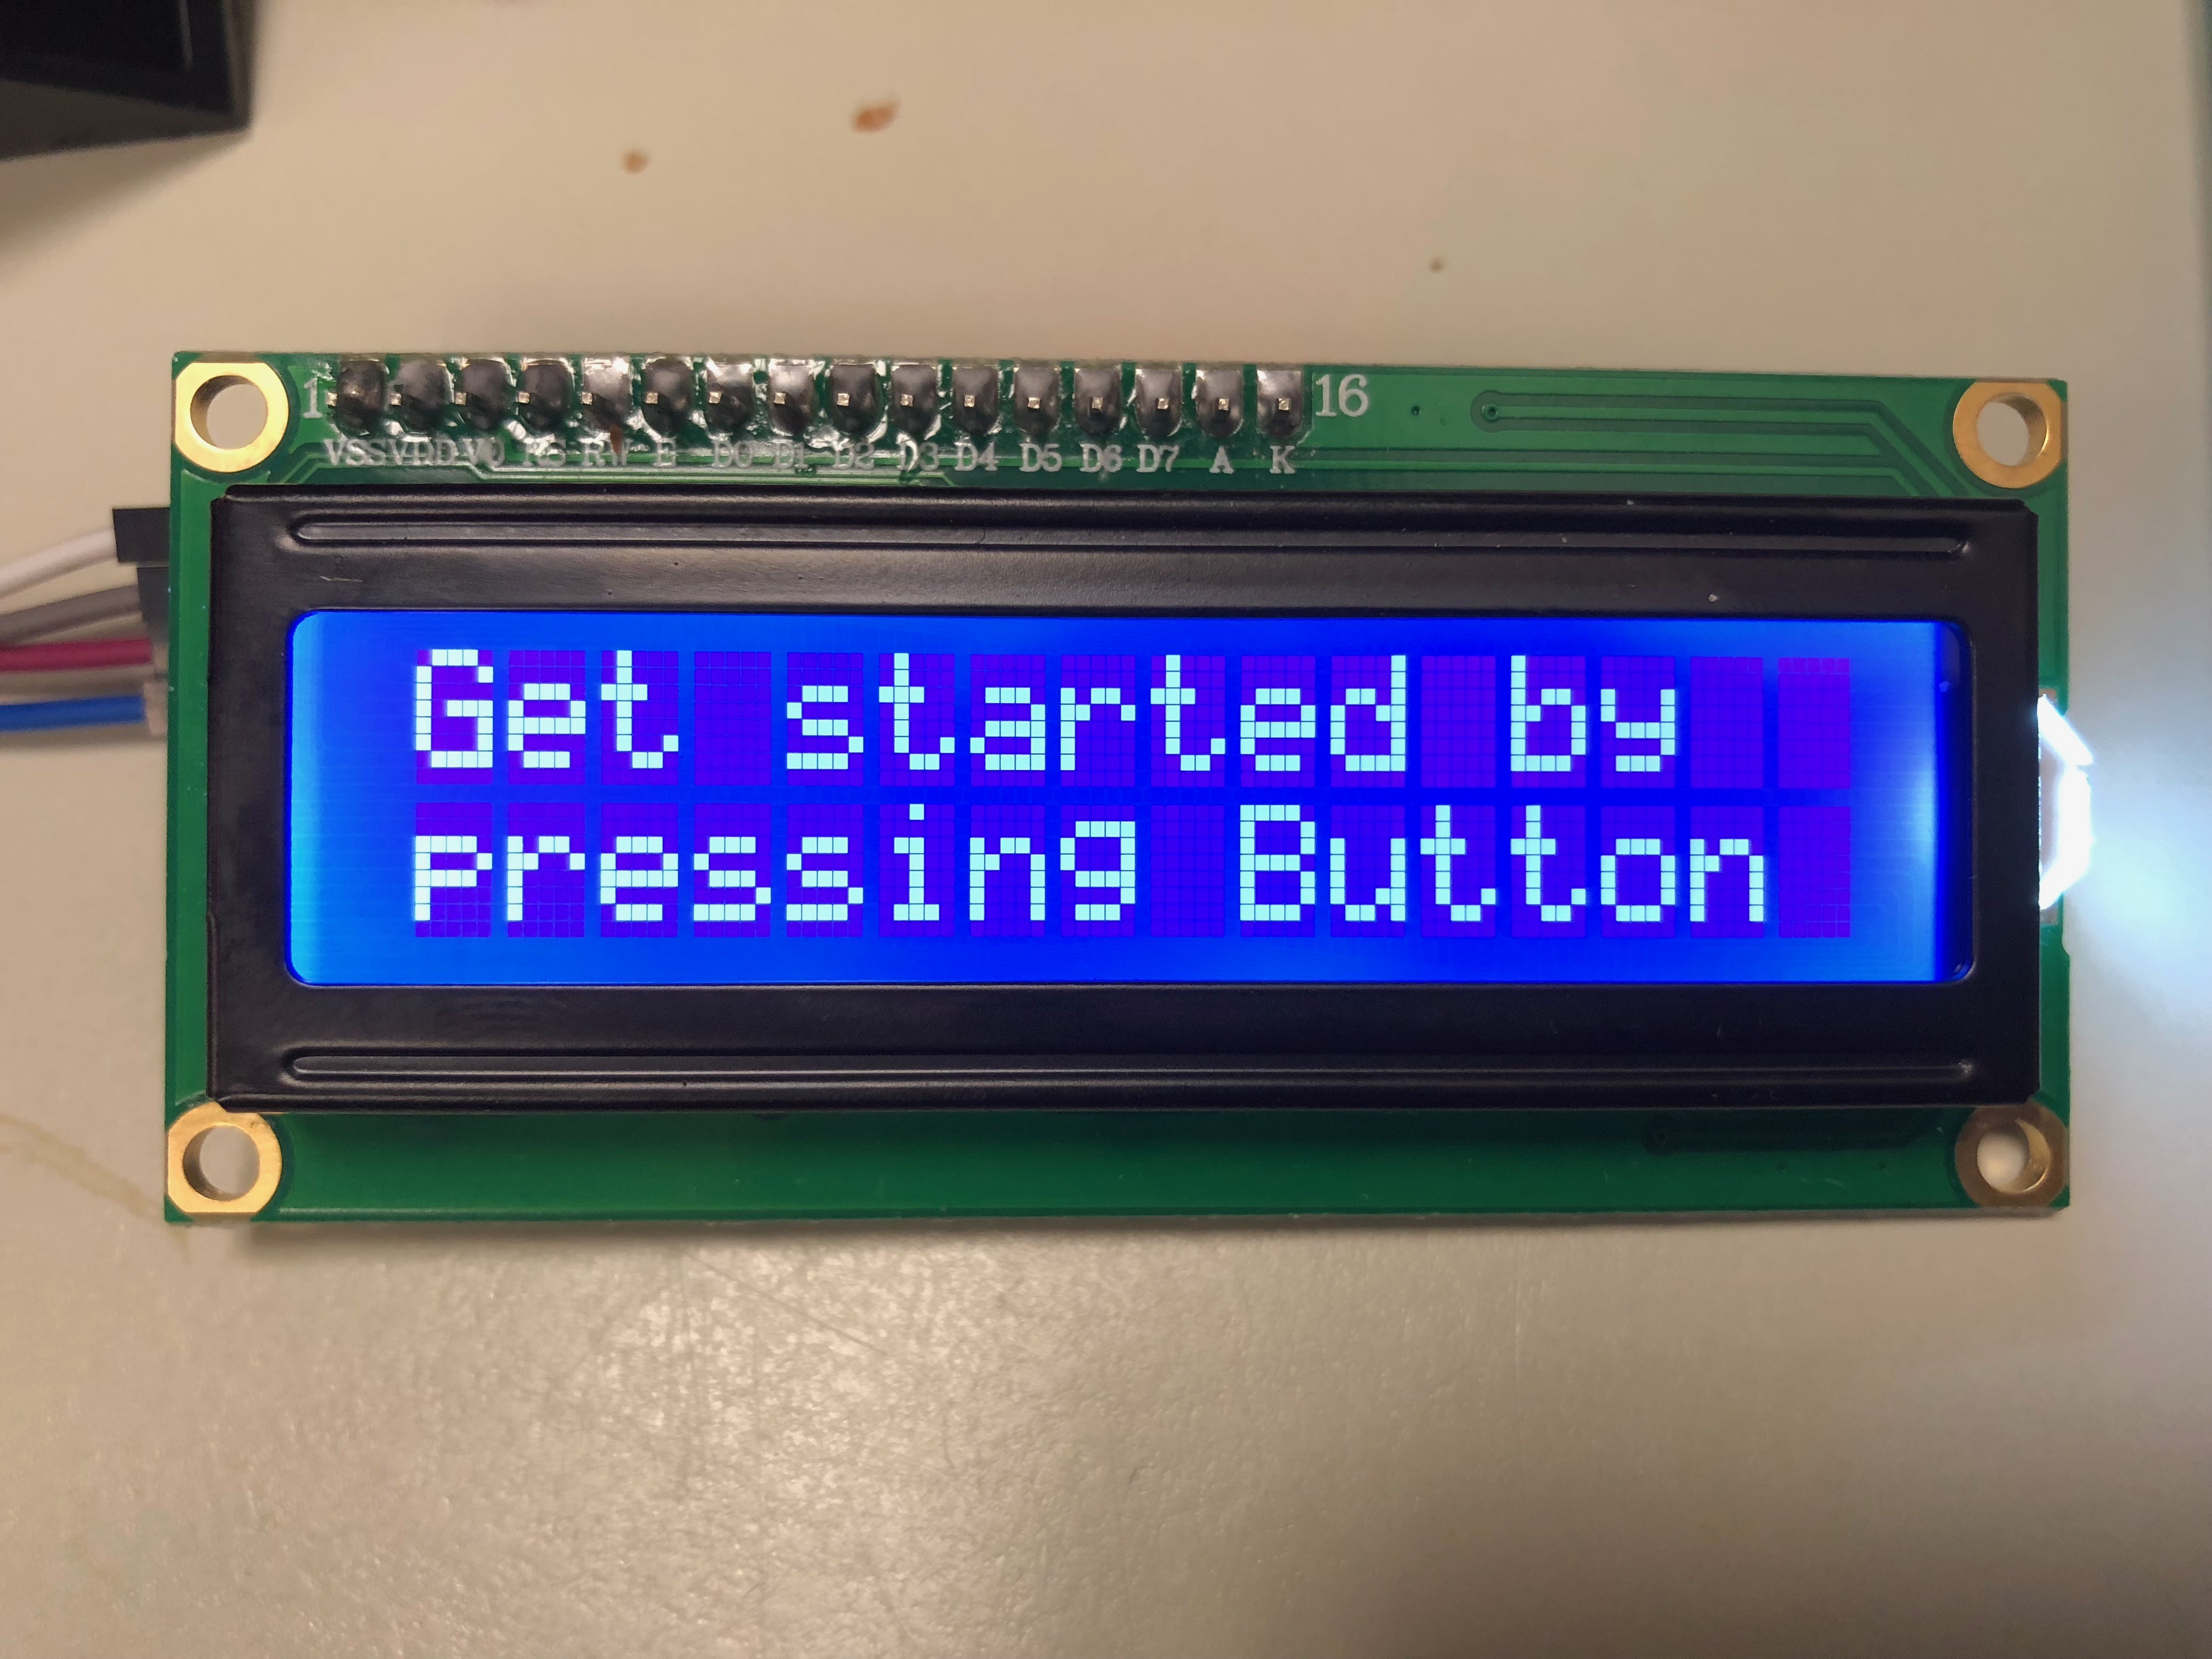 1 16
VSS VDD V0 RS RW E D0 D1 D2 D3 D4 D5 D6 D7 A K
Get started by
pressing Button